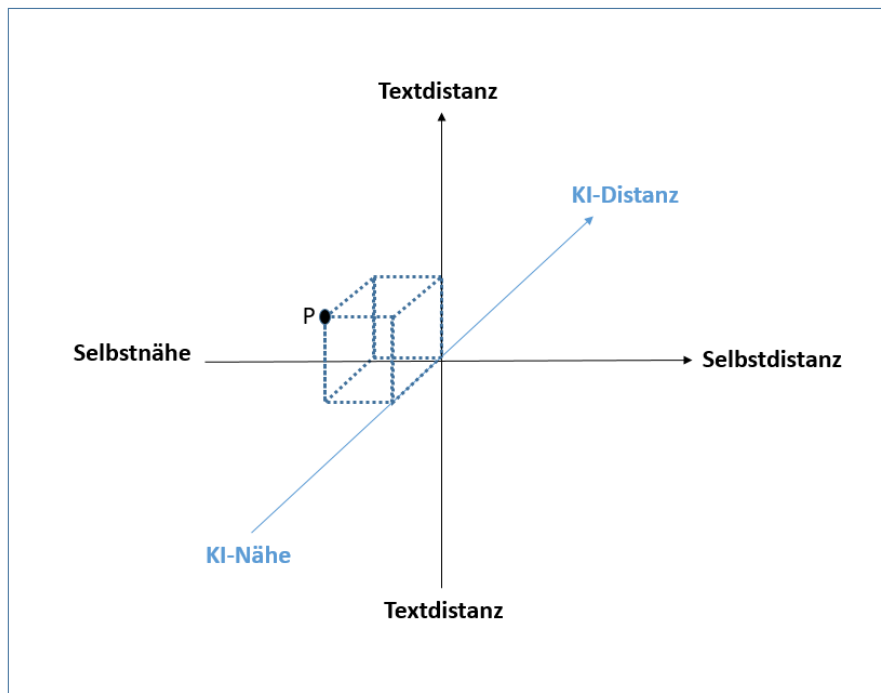 Textdistanz
KI-Distanz
P
Selbstnähe
Selbstdistanz
KI-Nähe
Textdistanz